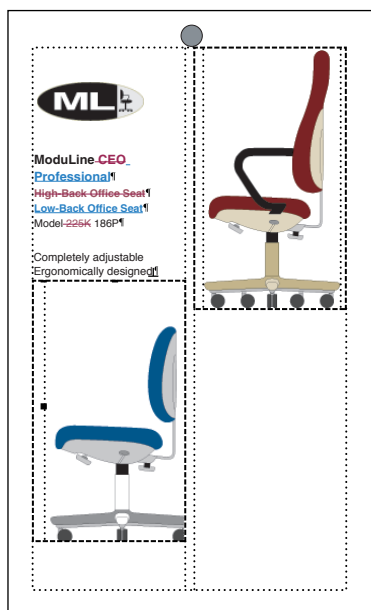 ML
ModuLine CEO
Professional¶
High-Back Office Seat¶
Low-Back Office Seat¶
Model 225K 186P¶
Completely adjustable
Ergonomically designed¶